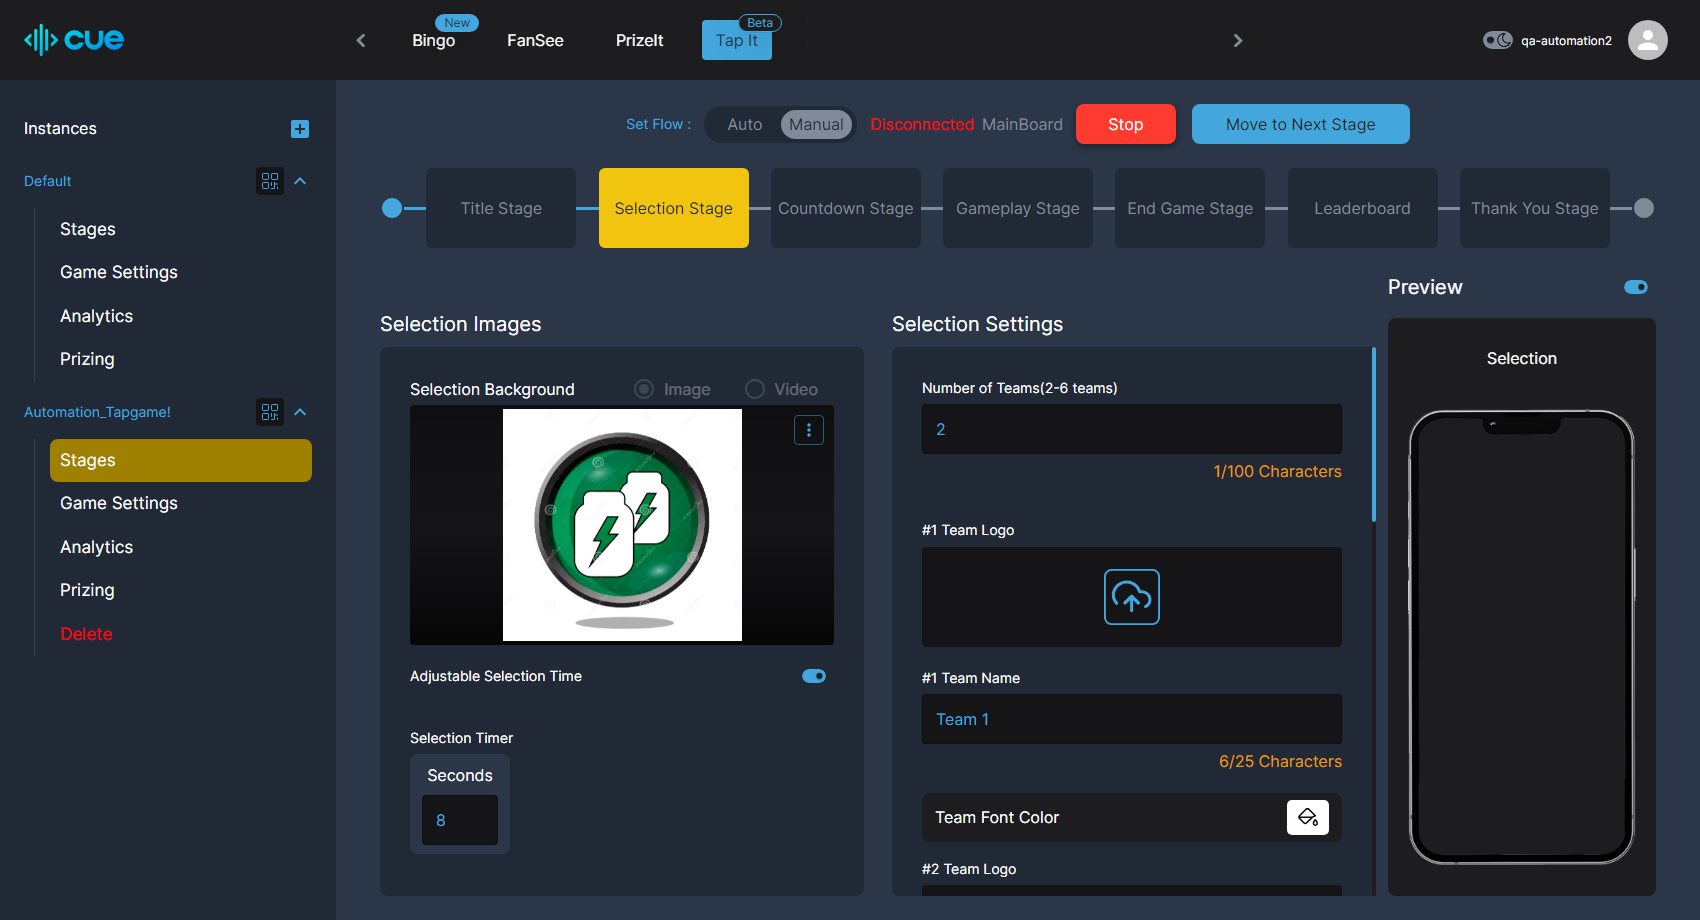 cue
Bingo
New
FanSee
PrizeIt
Tap It
Beta
qa-automation2
Instances
Default
Stages
Game Settings
Analytics
Prizing
Automation_Tapgame!
Stages
Game Settings
Analytics
Prizing
Delete
Set Flow :
Auto
Manual
Disconnected MainBoard
Stop
Move to Next Stage
Title Stage
Selection Stage
Countdown Stage
Gameplay Stage
End Game Stage
Leaderboard
Thank You Stage
Selection Images
Selection Background
Image
Video
Adjustable Selection Time
Selection Timer
Seconds
8
Selection Settings
Number of Teams(2-6 teams)
2
1/100 Characters
#1 Team Logo
#1 Team Name
Team 1
6/25 Characters
Team Font Color
#2 Team Logo
Preview
Selection